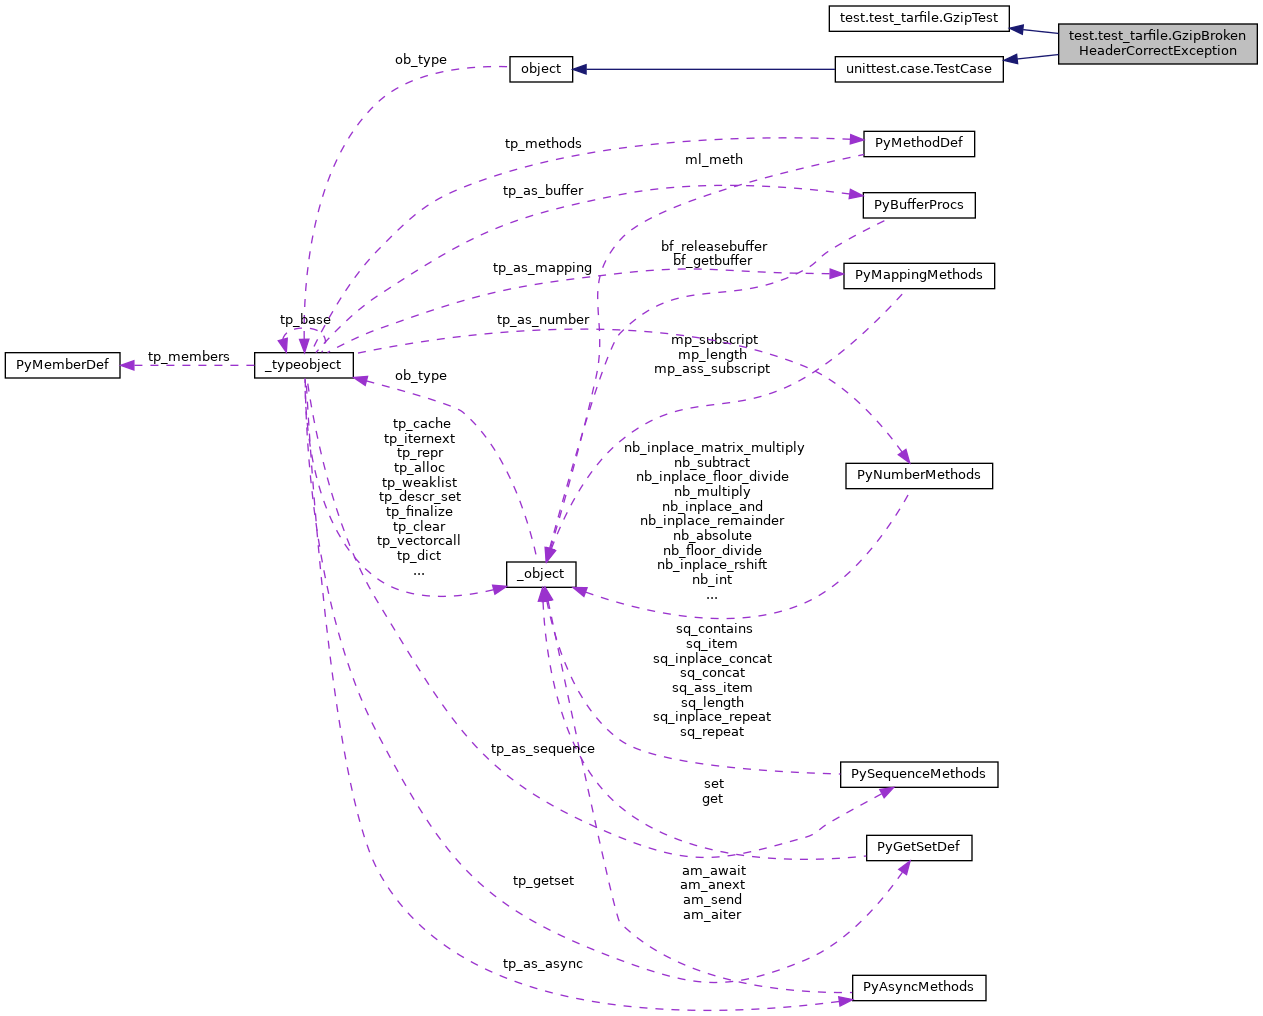 test.test_tarfile.GzipTest
test.test_tarfile.GzipBroken
HeaderCorrectException
ob_type
object
unittest.case.TestCase
tp_methods
PyMethodDef
ml_meth
tp_as_buffer
PyBufferProcs
bf_releasebuffer
bf_getbuffer
tp_as_mapping
PyMappingMethods
tp_base
tp_as_number
mp_subscript
mp_length
mp_ass_subscript
PyMemberDef
tp_members
_typeobject
ob_type
tp_cache
tp_iternext
tp_repr
tp_alloc
tp_weaklist
tp_descr_set
tp_finalize
tp_clear
tp_vectorcall
tp_dict
...
nb_inplace_matrix_multiply
nb_subtract
nb_inplace_floor_divide
nb_multiply
nb_inplace_and
nb_inplace_remainder
nb_absolute
nb_floor_divide
nb_inplace_rshift
nb_int
...
PyNumberMethods
_object
sq_contains
sq_item
sq_inplace_concat
sq_concat
sq_ass_item
sq_length
sq_inplace_repeat
sq_repeat
tp_as_sequence
PySequenceMethods
set
get
PyGetSetDef
tp_getset
am_await
am_anext
am_send
am_aiter
tp_as_async
PyAsyncMethods